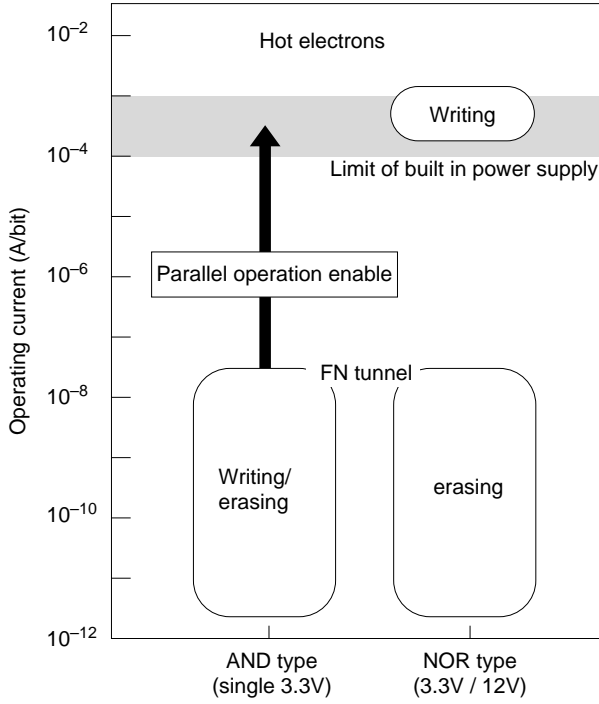 10⁻²
Hot electrons
Writing
10⁻⁴
Limit of built in power supply
Operating current (A/bit)
10⁻⁶
Parallel operation enable
10⁻⁸
FN tunnel
Writing/
erasing
erasing
10⁻¹⁰
10⁻¹²
AND type
(single 3.3V)
NOR type
(3.3V / 12V)